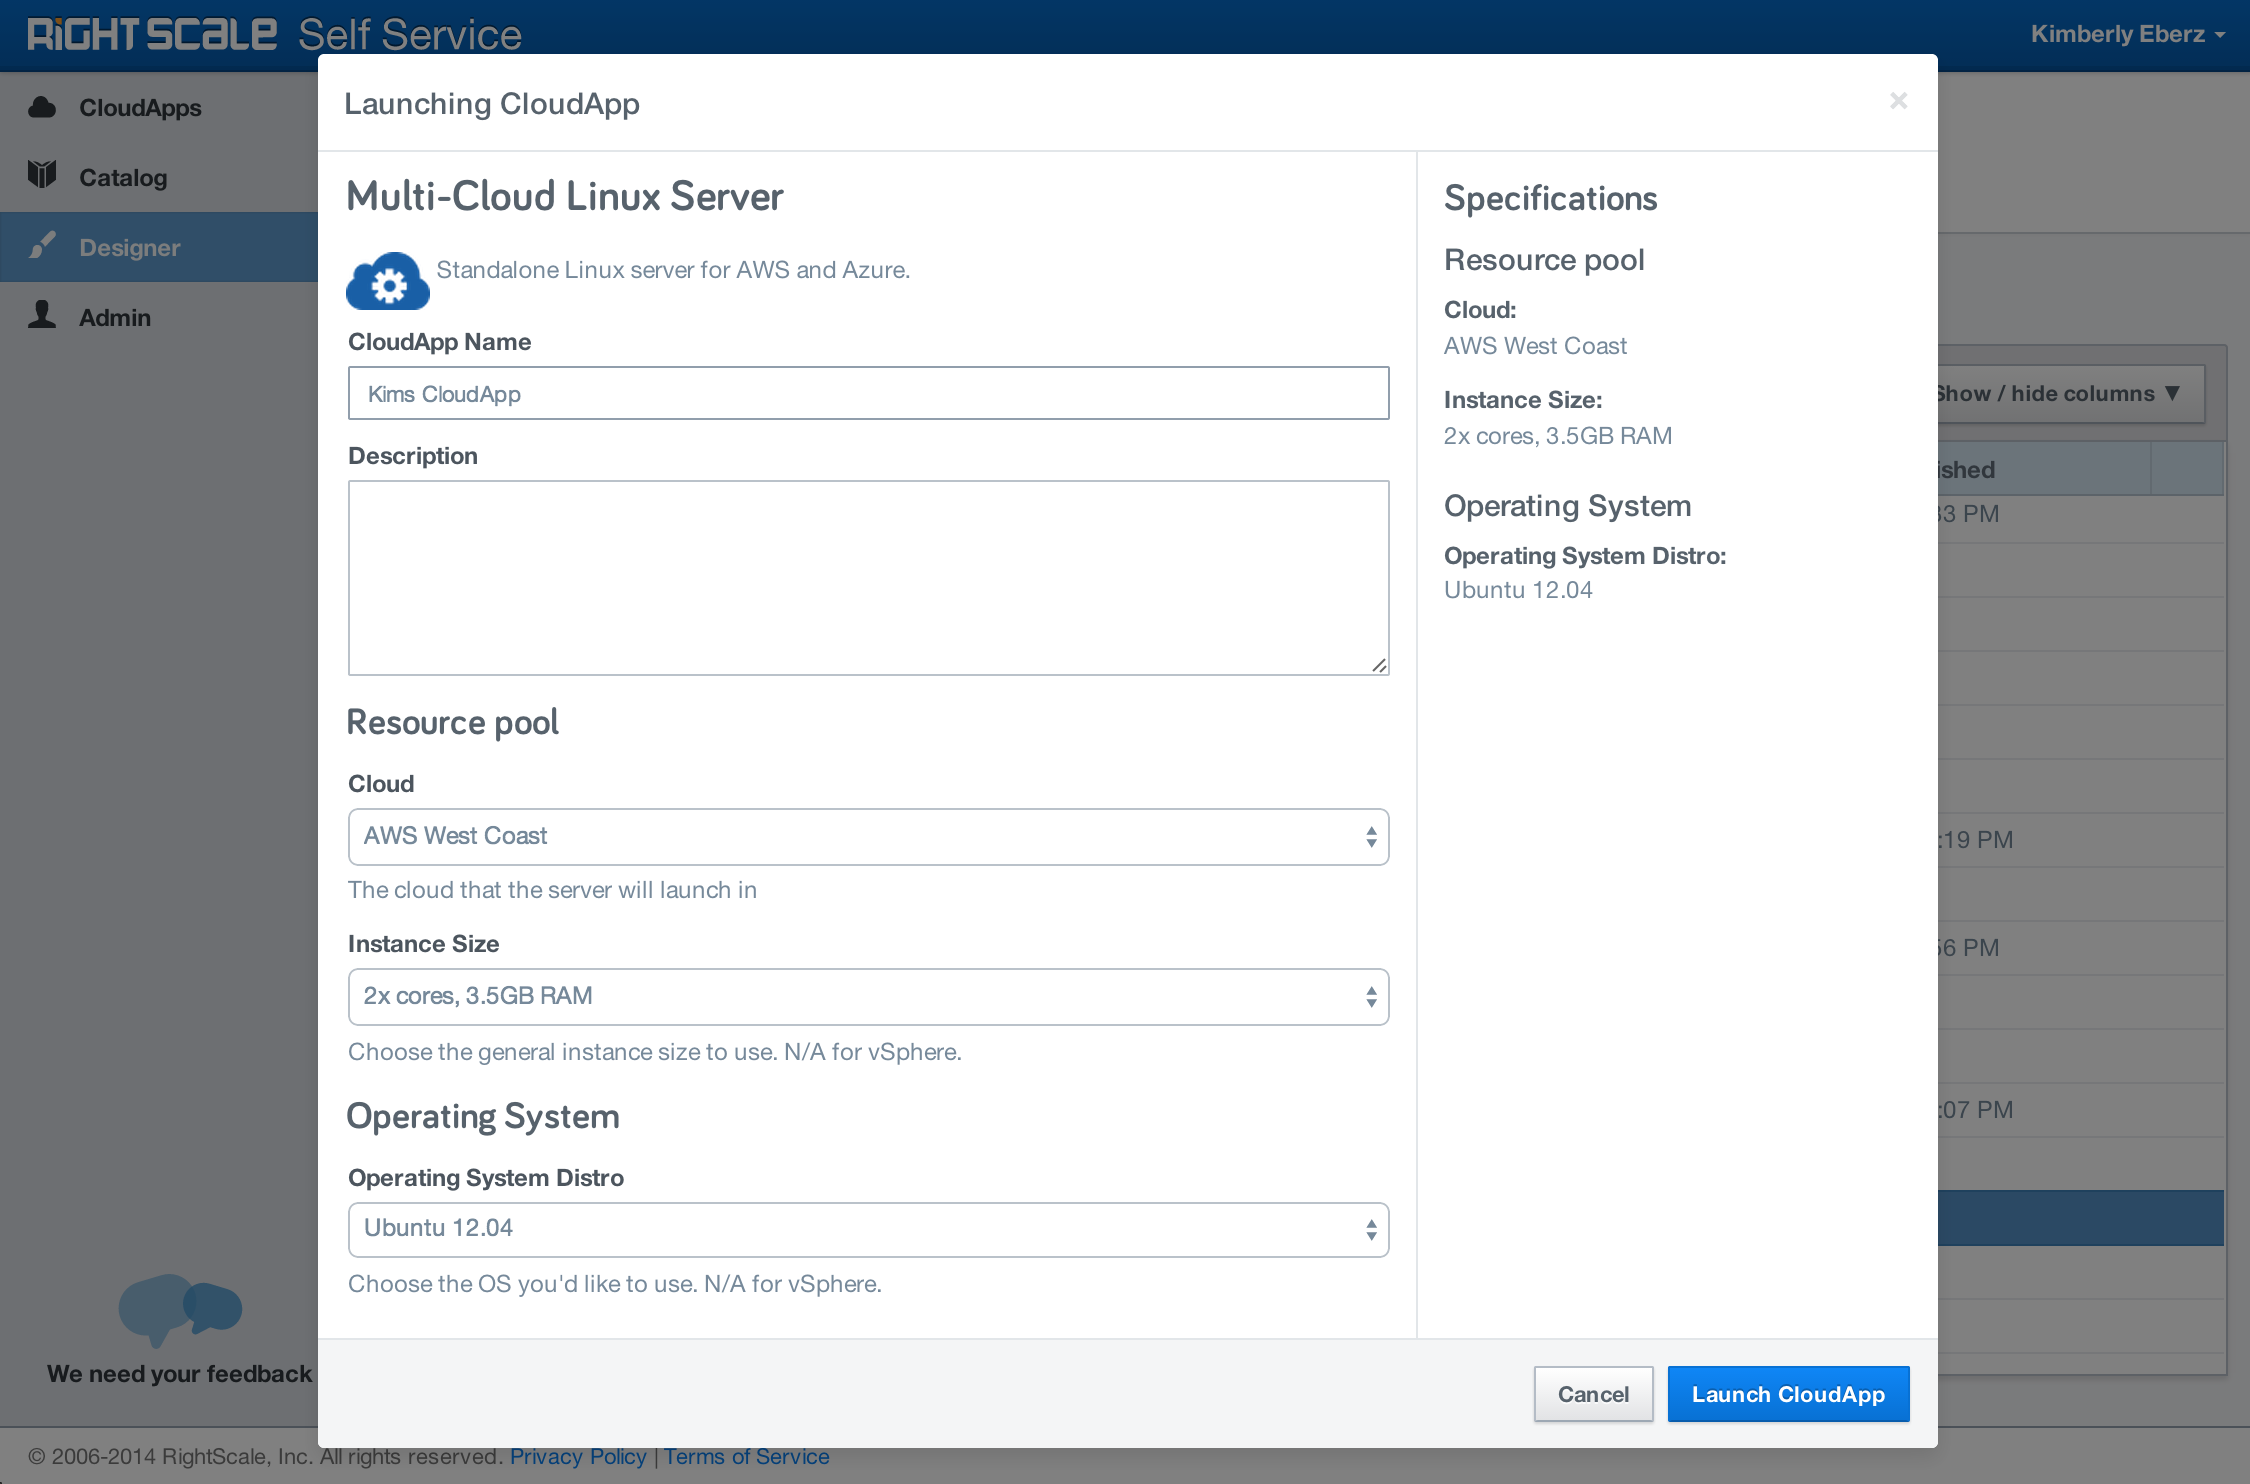 RIGHTSCALE Self Service
Kimberly Eberz
CloudApps
Catalog
Designer
Admin
We need your feedback
Launching CloudApp
×
Multi-Cloud Linux Server
Standalone Linux server for AWS and Azure.
CloudApp Name
Kims CloudApp
Description
Resource pool
Cloud
AWS West Coast
The cloud that the server will launch in
Instance Size
2x cores, 3.5GB RAM
Choose the general instance size to use. N/A for vSphere.
Operating System
Operating System Distro
Ubuntu 12.04
Choose the OS you'd like to use. N/A for vSphere.
Specifications
Resource pool
Cloud:
AWS West Coast
Instance Size:
2x cores, 3.5GB RAM
Operating System
Operating System Distro:
Ubuntu 12.04
Cancel
Launch CloudApp
Show / hide columns ▼
ished
33 PM
:19 PM
56 PM
:07 PM
© 2006-2014 RightScale, Inc. All rights reserved. Privacy Policy | Terms of Service